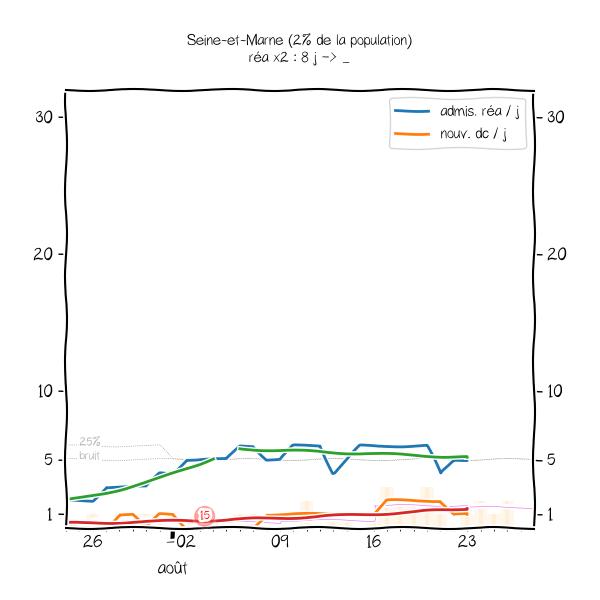 Seine-et-Marne (2% de la population)
réa x2 : 8 j -> _
admis. réa / j
nouv. dc / j
30
30
20
20
10
10
25%
bruit
5
5
15
1
1
26
02
09
16
23
août